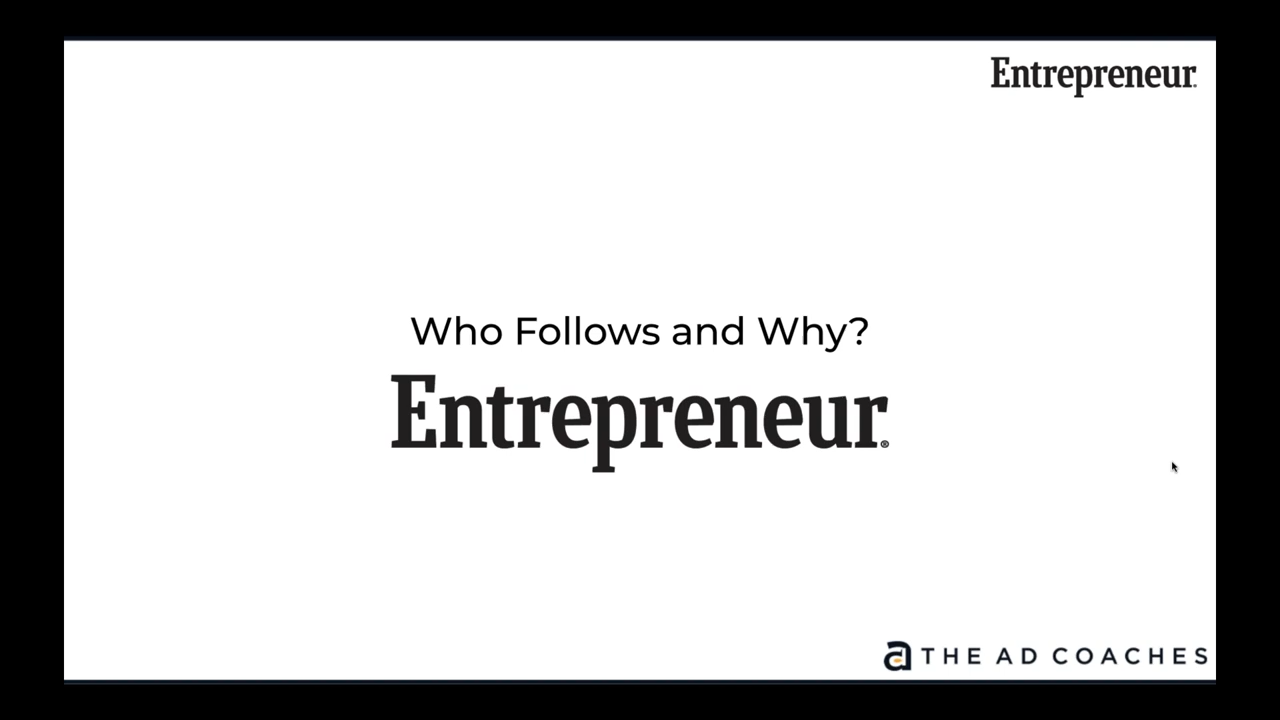 Entrepreneur.
Who Follows and Why?
Entrepreneur.®
a THE AD COACHES